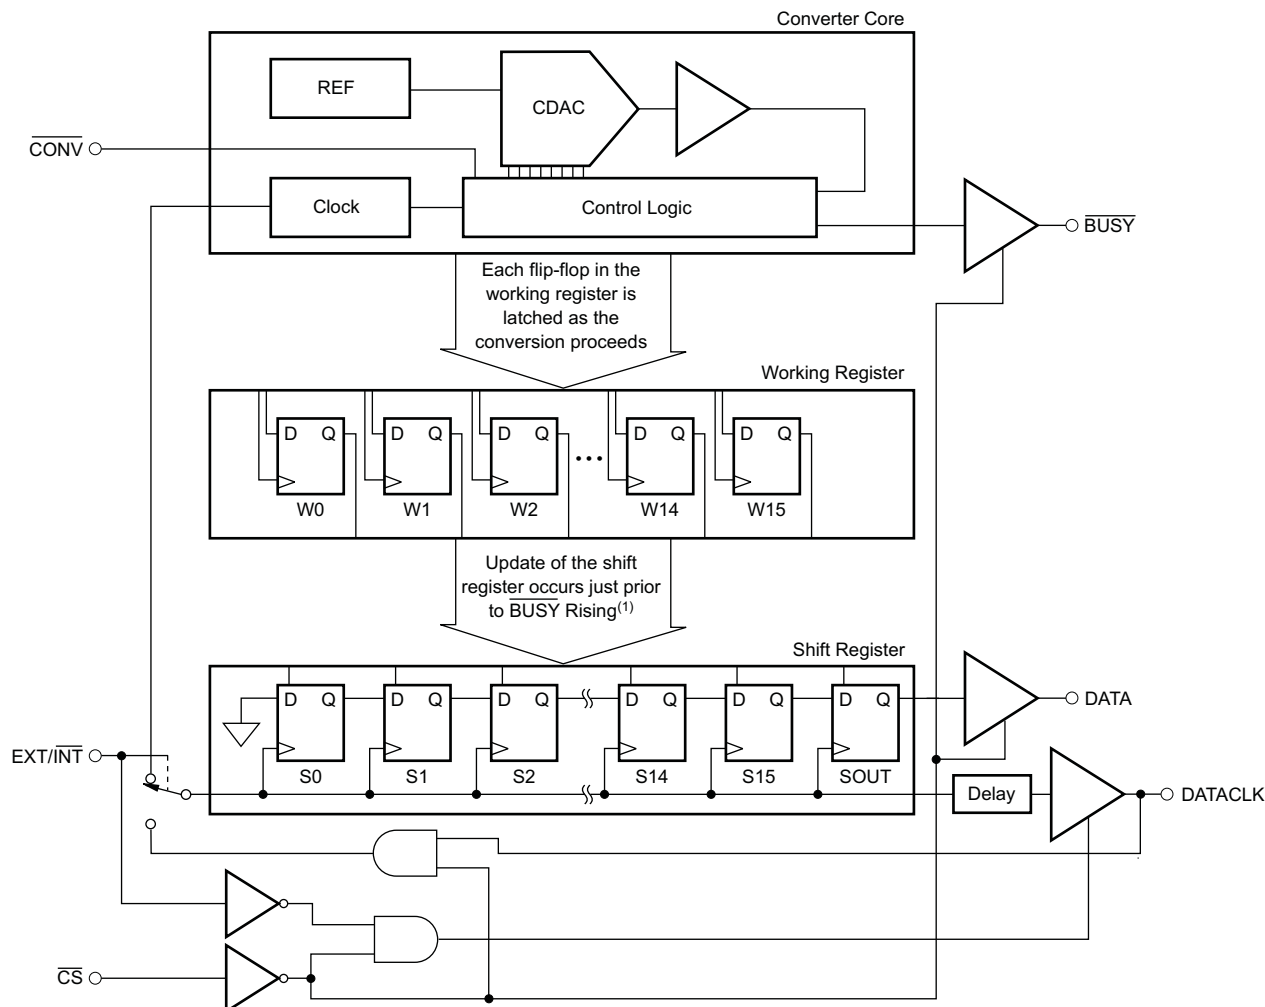 Converter Core
REF
CDAC
CONV
Clock
Control Logic
BUSY
Each flip-flop in the
working register is
latched as the
conversion proceeds
Working Register
D Q D Q D Q D Q D Q
•••
W0 W1 W2 W14 W15
Update of the shift
register occurs just prior
to BUSY Rising(1)
Shift Register
D Q D Q D Q D Q D Q D Q
DATA
EXT/INT
S0 S1 S2 S14 S15 SOUT
Delay
DATACLK
CS